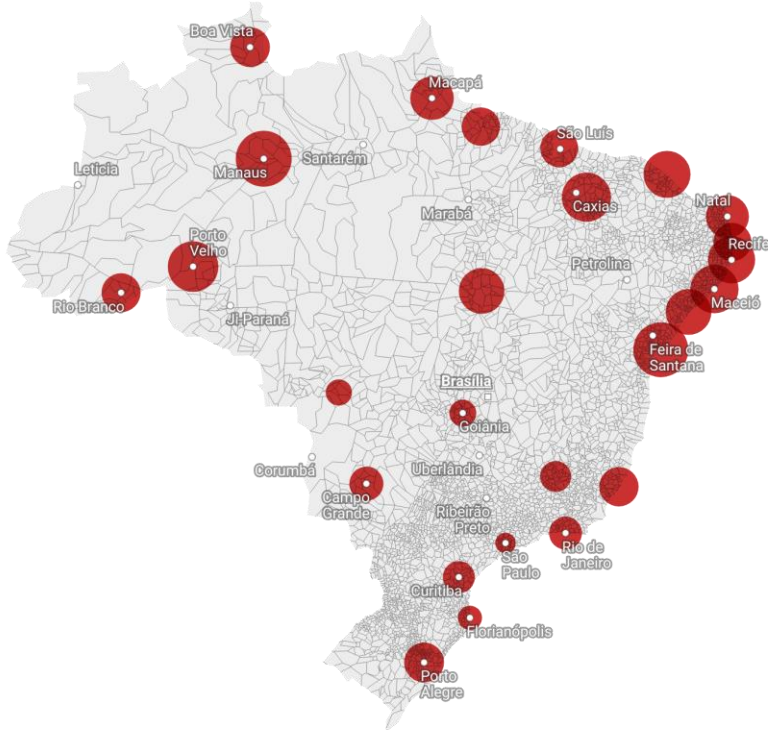 Boa Vista
Macapá
São Luís
Santarém
Manaus
Leticia
Natal
Caxias
Marabá
Recife
Porto
Velho
Petrolina
Maceió
Rio Branco
Ji-Paraná
Feira de
Santana
Brasília
Goiânia
Corumbá
Uberlândia
Campo
Grande
Ribeirão
Preto
Rio de
Janeiro
São
Paulo
Curitiba
Florianópolis
Porto
Alegre